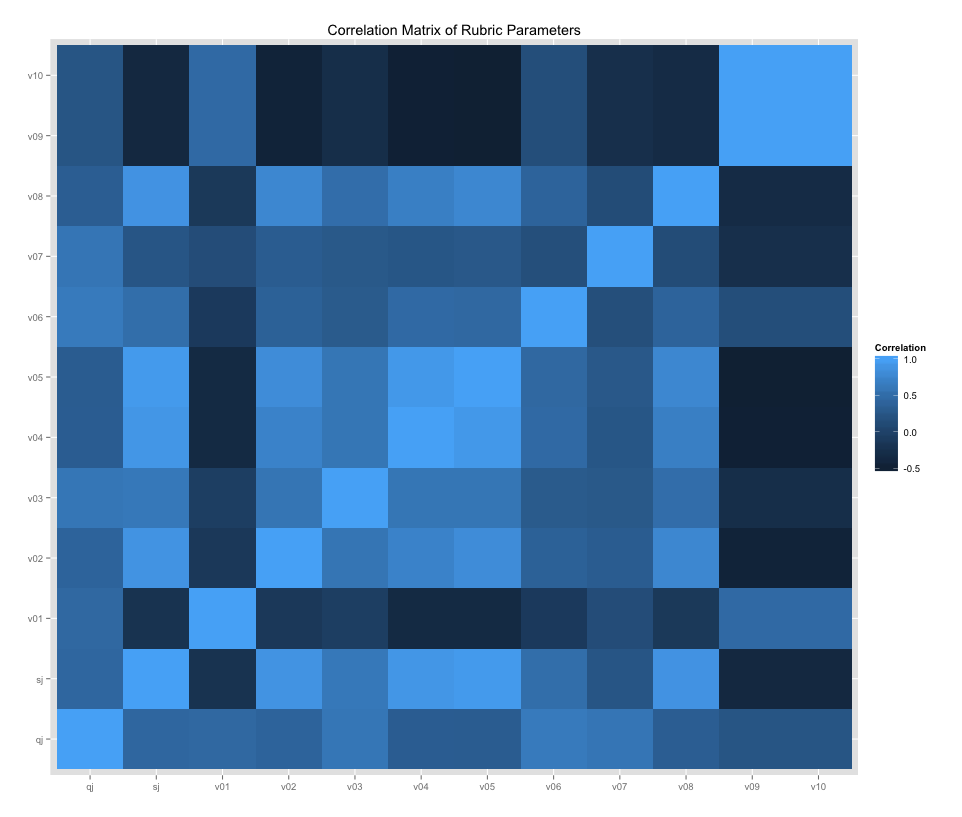 Correlation Matrix of Rubric Parameters
v10
v09
v08
v07
v06
v05
v04
v03
v02
v01
sj
qj
qj sj v01 v02 v03 v04 v05 v06 v07 v08 v09 v10
Correlation
1.0
0.5
0.0
-0.5